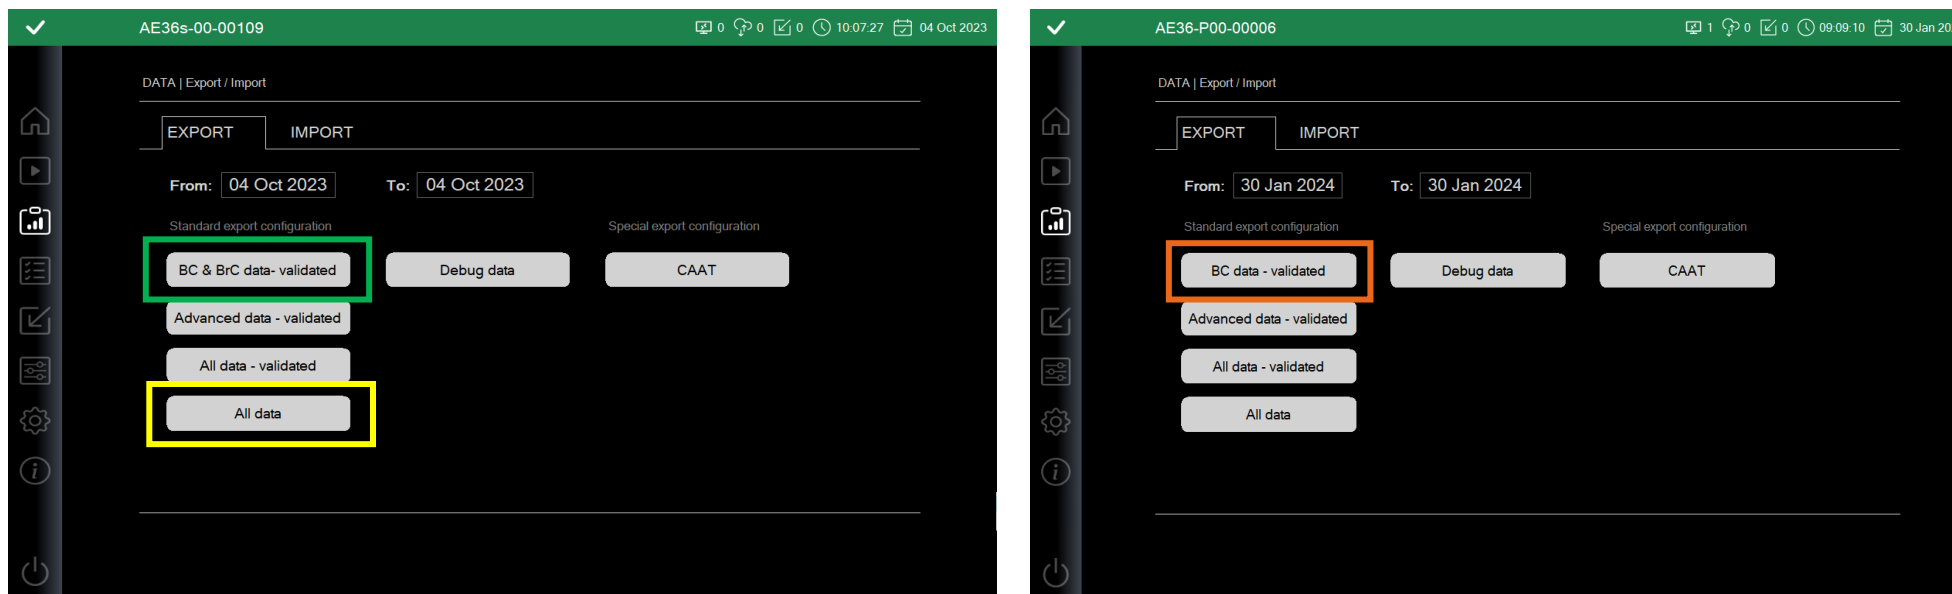 AE36s-00-00109
0 0 0 10:07:27 04 Oct 2023
DATA | Export / Import
EXPORT IMPORT
From: 04 Oct 2023 To: 04 Oct 2023
Standard export configuration Special export configuration
BC & BrC data- validated Debug data CAAT
Advanced data - validated
All data - validated
All data
AE36-P00-00006
1 0 0 09:09:10 30 Jan 20
DATA | Export / Import
EXPORT IMPORT
From: 30 Jan 2024 To: 30 Jan 2024
Standard export configuration Special export configuration
BC data - validated Debug data CAAT
Advanced data - validated
All data - validated
All data